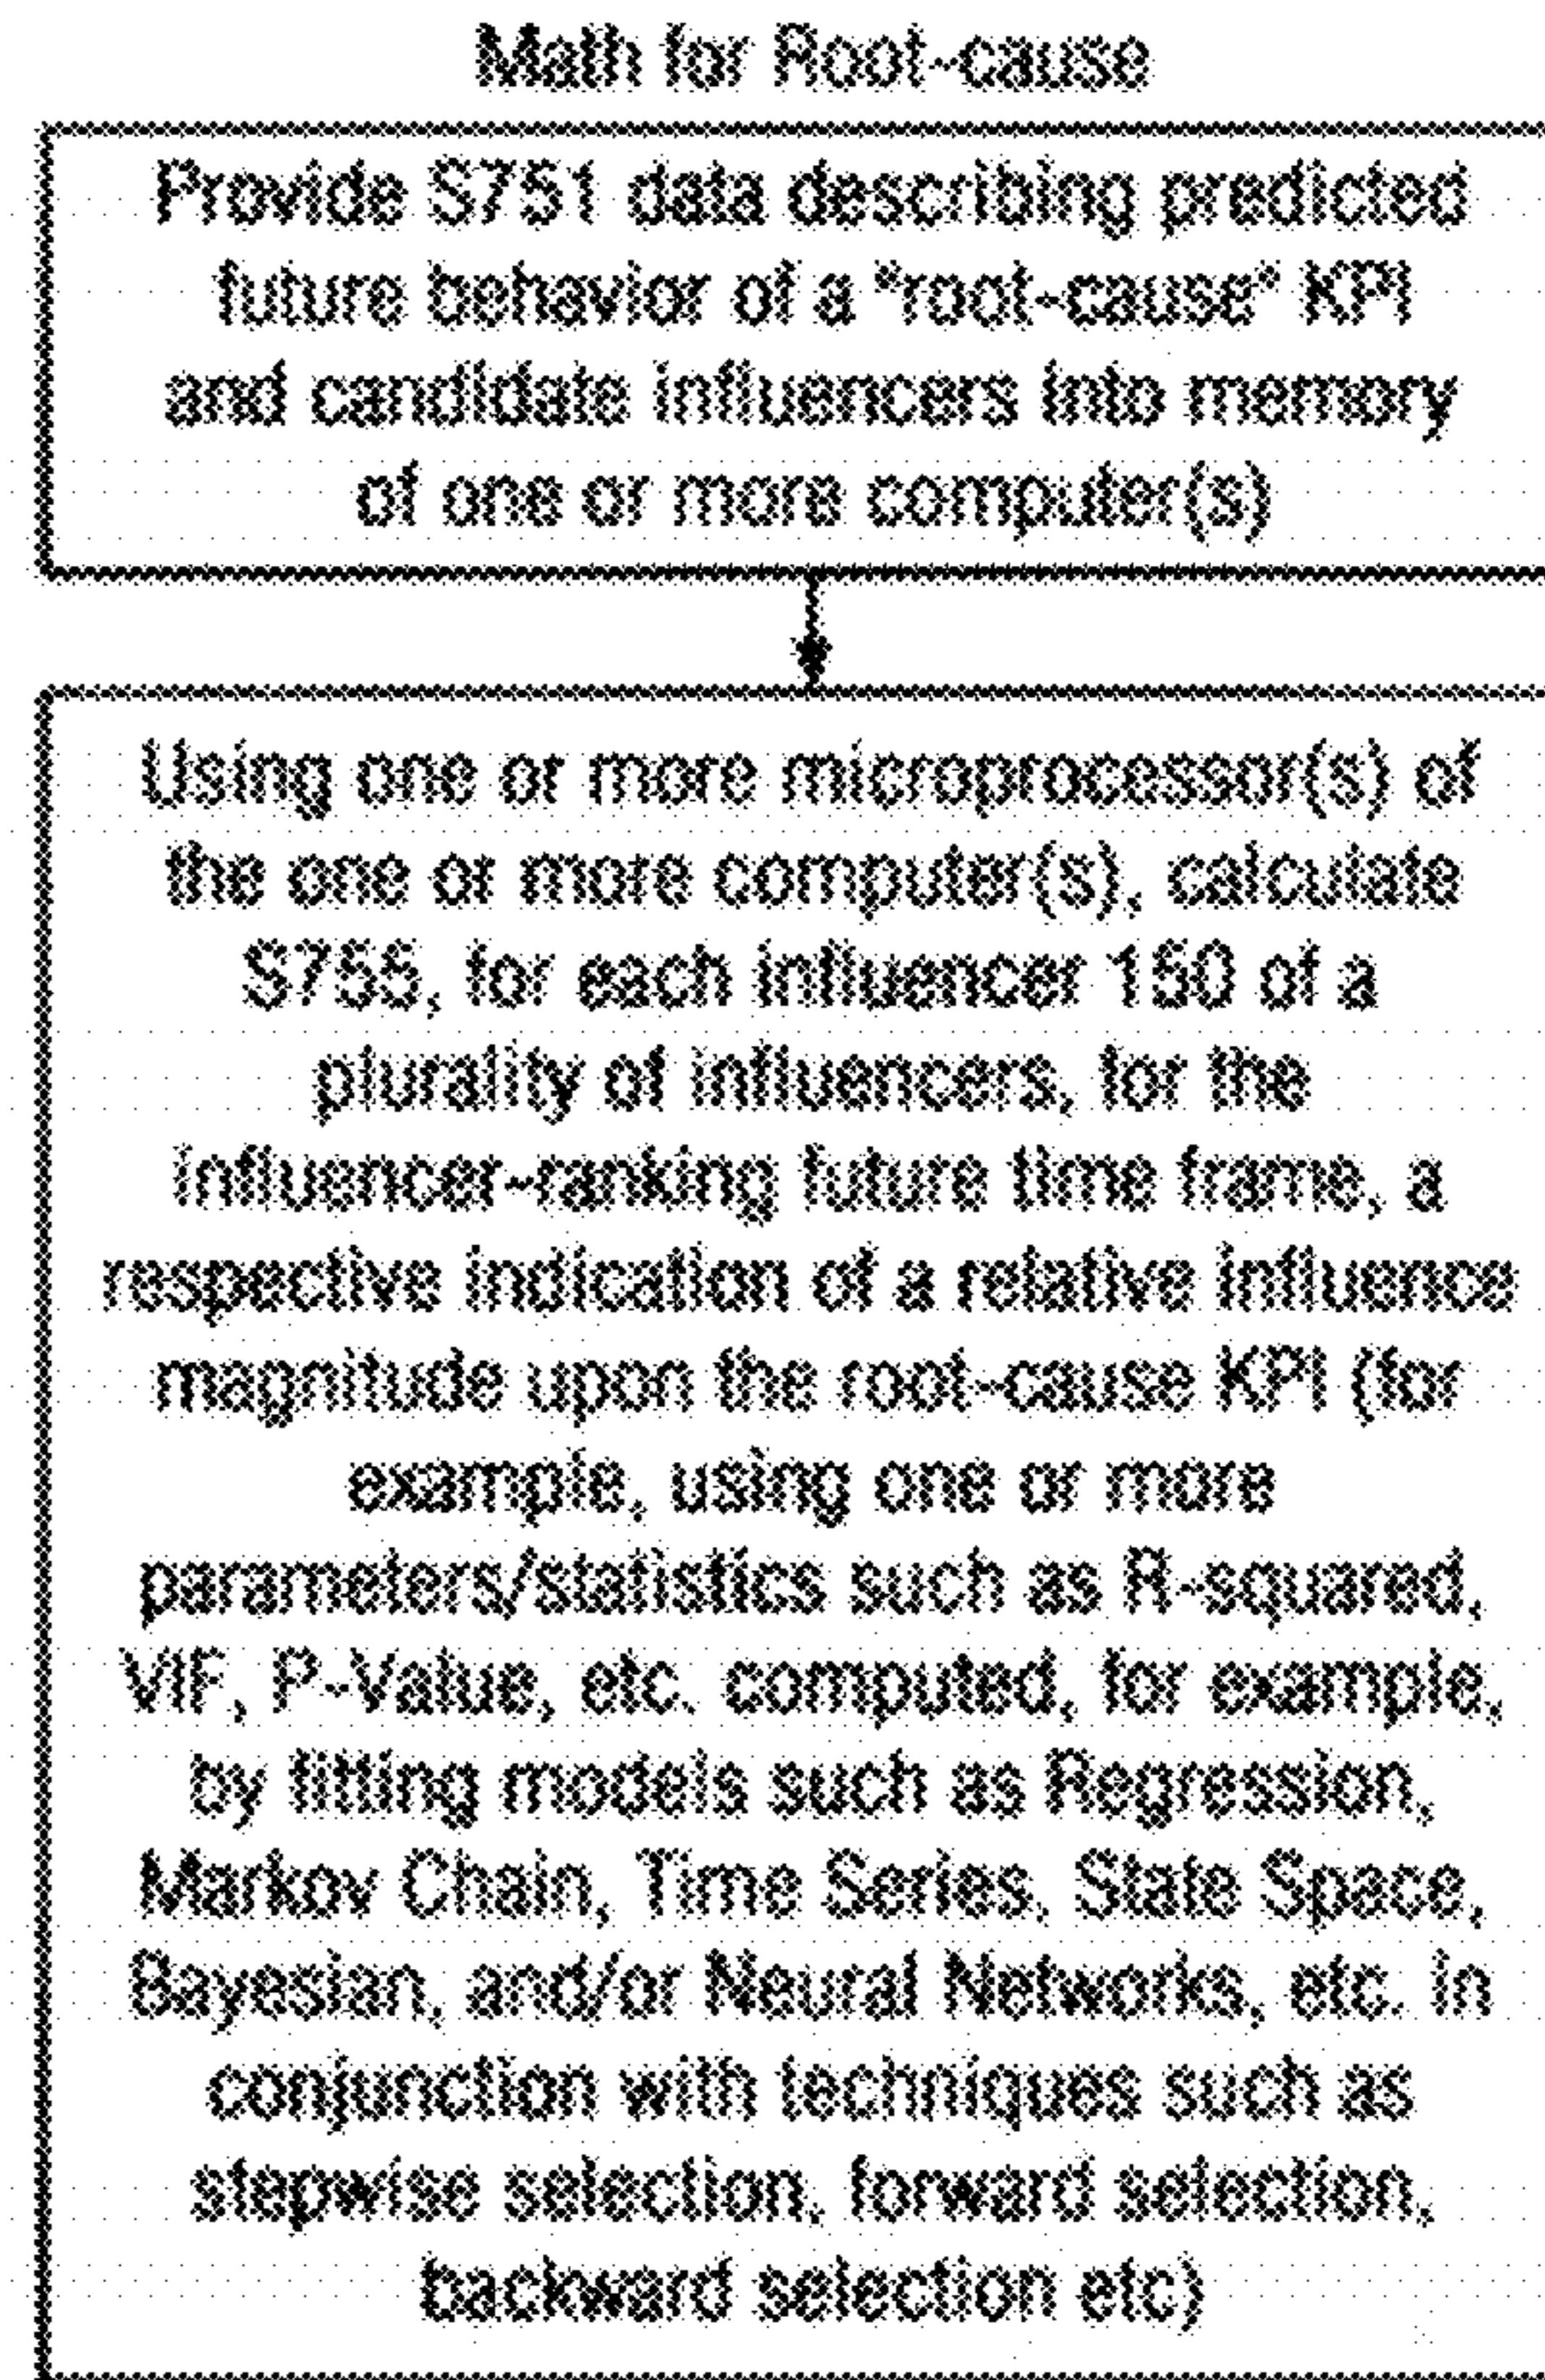 Math for Root-cause
Provide S751 data describing predicted
future behavior of a "root-cause" KPI
and candidate influencers into memory
of one or more computer(s)
Using one or more microprocessor(s) of
the one or more computer(s), calculate
S755, for each influencer 150 of a
plurality of influencers, for the
influencer-ranking future time frame, a
respective indication of a relative influence
magnitude upon the root-cause KPI (for
example, using one or more
parameters/statistics such as R-squared,
VIF, P-Value, etc. computed, for example,
by fitting models such as Regression,
Markov Chain, Time Series, State Space,
Bayesian, and/or Neural Networks, etc. in
conjunction with techniques such as
stepwise selection, forward selection,
backward selection etc)